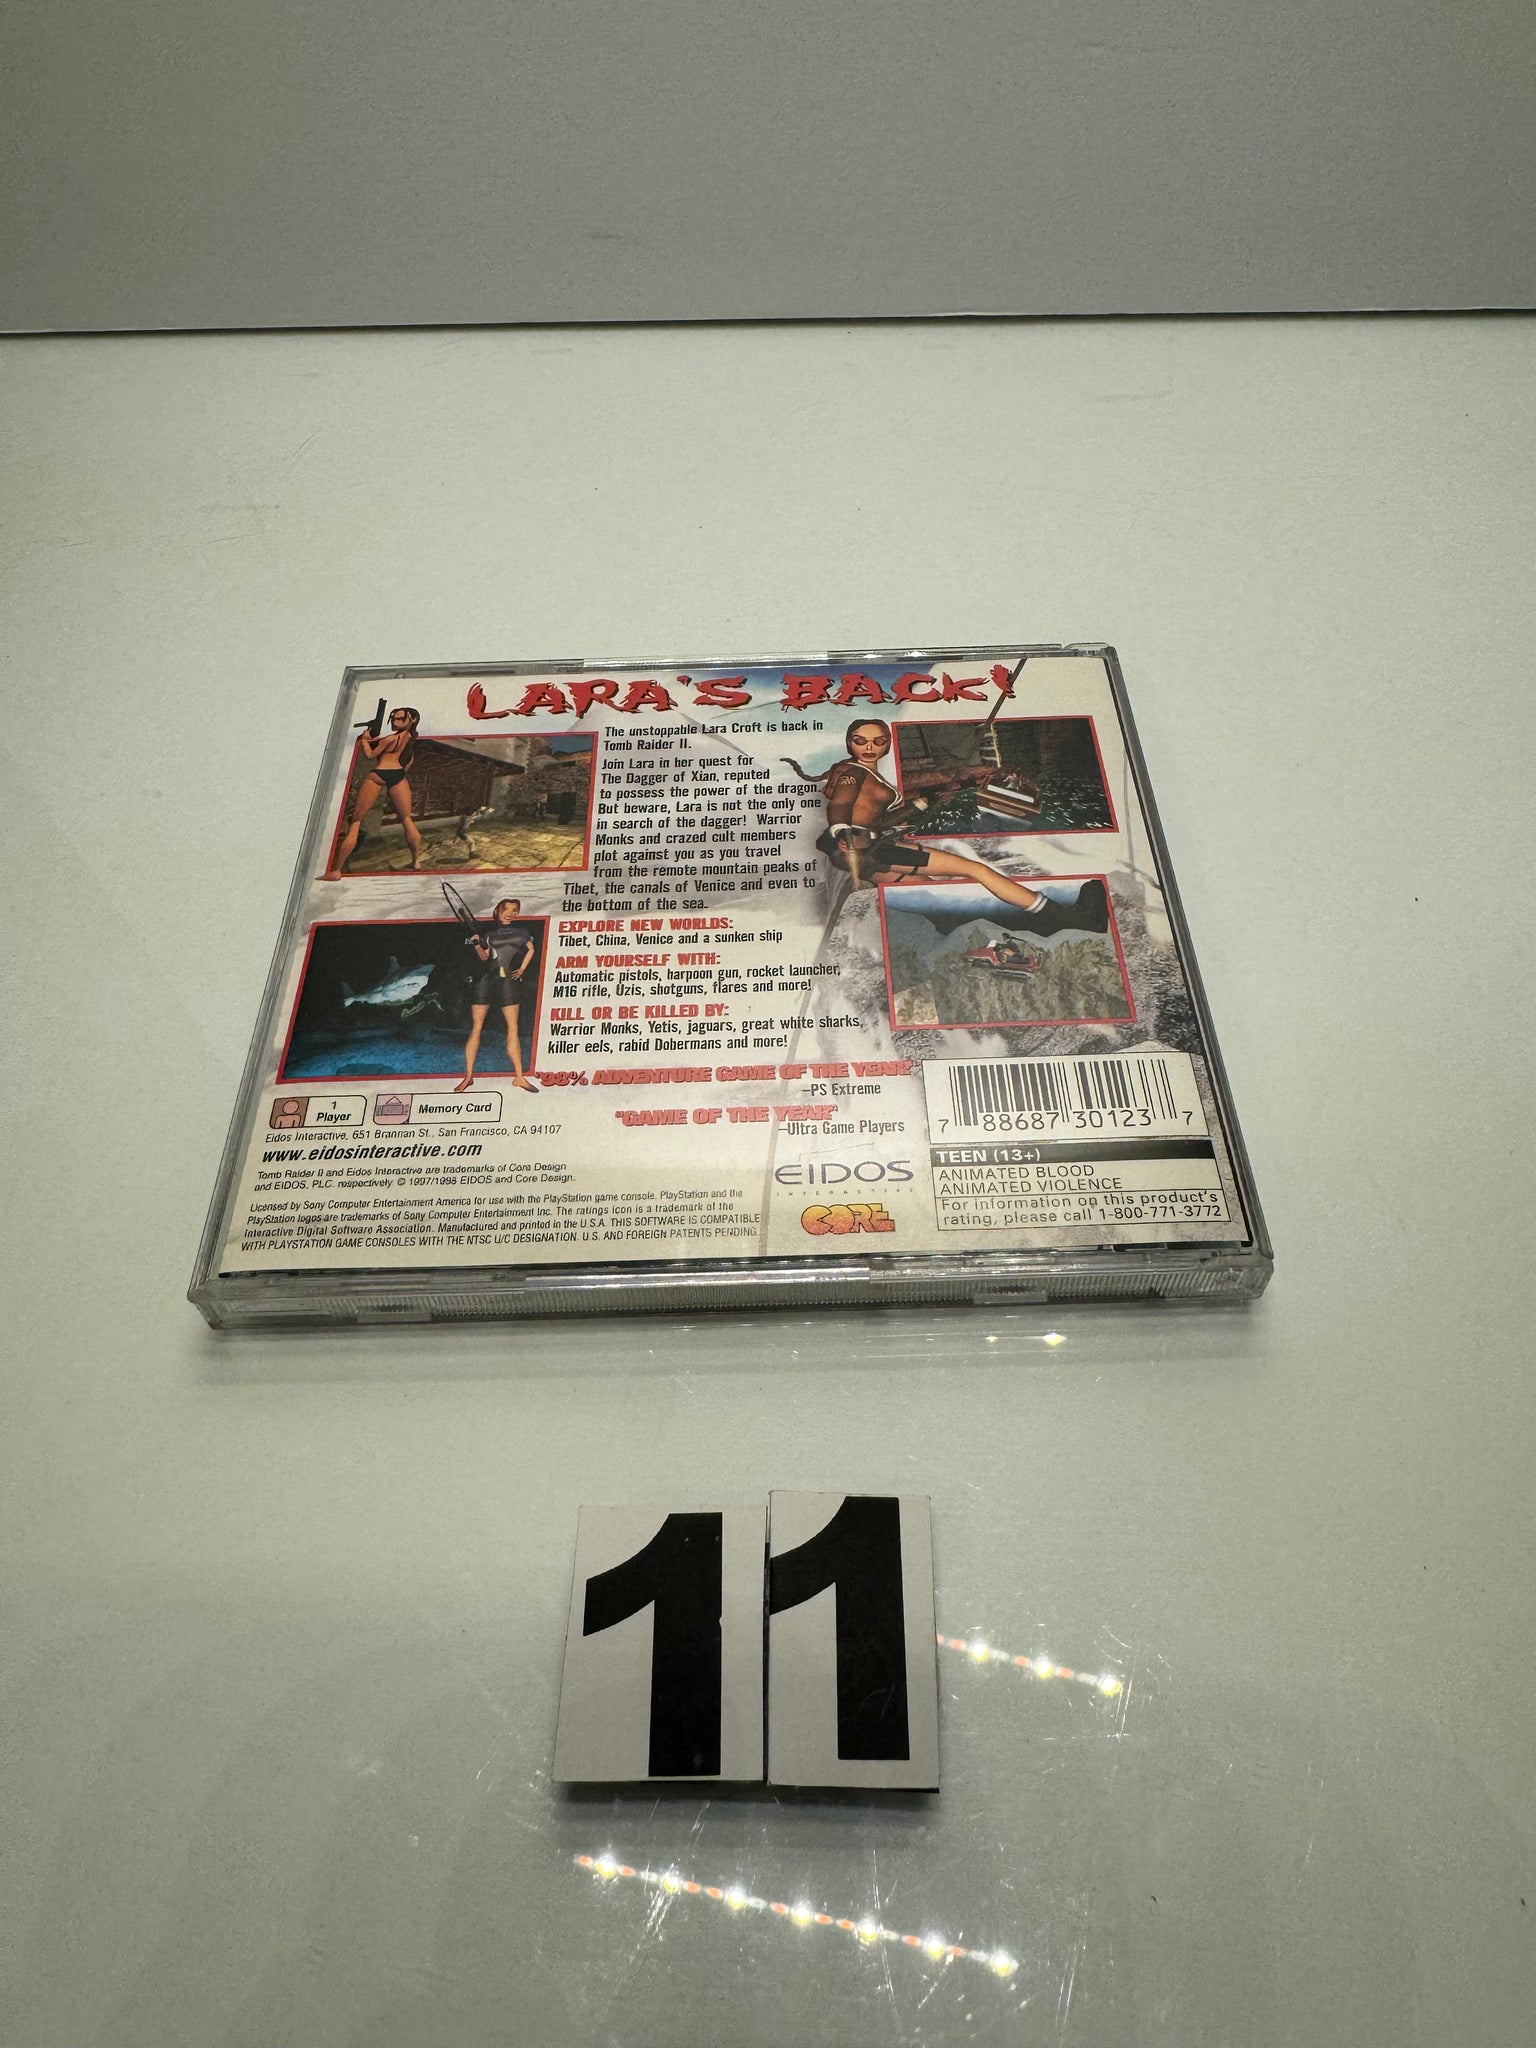 LARA'S BACK!
The unstoppable Lara Croft is back in
Tomb Raider II.
Join Lara in her quest for
The Dagger of Xian, reputed
to possess the power of the dragon.
But beware, Lara is not the only one
in search of the dagger! Warrior
Monks and crazed cult members
plot against you as you travel
from the remote mountain peaks of
Tibet, the canals of Venice and even to
the bottom of the sea.
EXPLORE NEW WORLDS:
Tibet, China, Venice and a sunken ship
ARM YOURSELF WITH:
Automatic pistols, harpoon gun, rocket launcher,
M16 rifle, Uzis, shotguns, flares and more!
KILL OR BE KILLED BY:
Warrior Monks, Yetis, jaguars, great white sharks,
killer eels, rabid Dobermans and more!
"98% ADVENTURE GAME OF THE YEAR"
–PS Extreme
"GAME OF THE YEAR"
–Ultra Game Players
1
Player
Memory Card
Eidos Interactive, 651 Brannan St., San Francisco, CA 94107
www.eidosinteractive.com
Tomb Raider II and Eidos Interactive are trademarks of Core Design
and EIDOS, PLC. respectively © 1997/1998 EIDOS and Core Design.
Licensed by Sony Computer Entertainment America for use with the PlayStation game console. PlayStation and the
PlayStation logos are trademarks of Sony Computer Entertainment Inc. The ratings icon is a trademark of the
Interactive Digital Software Association. Manufactured and printed in the U.S.A. THIS SOFTWARE IS COMPATIBLE
WITH PLAYSTATION GAME CONSOLES WITH THE NTSC U/C DESIGNATION. U.S. AND FOREIGN PATENTS PENDING
EIDOS
INTERACTIVE
CORE
7 88687 30123 7
TEEN (13+)
ANIMATED BLOOD
ANIMATED VIOLENCE
For information on this product's
rating, please call 1-800-771-3772
11